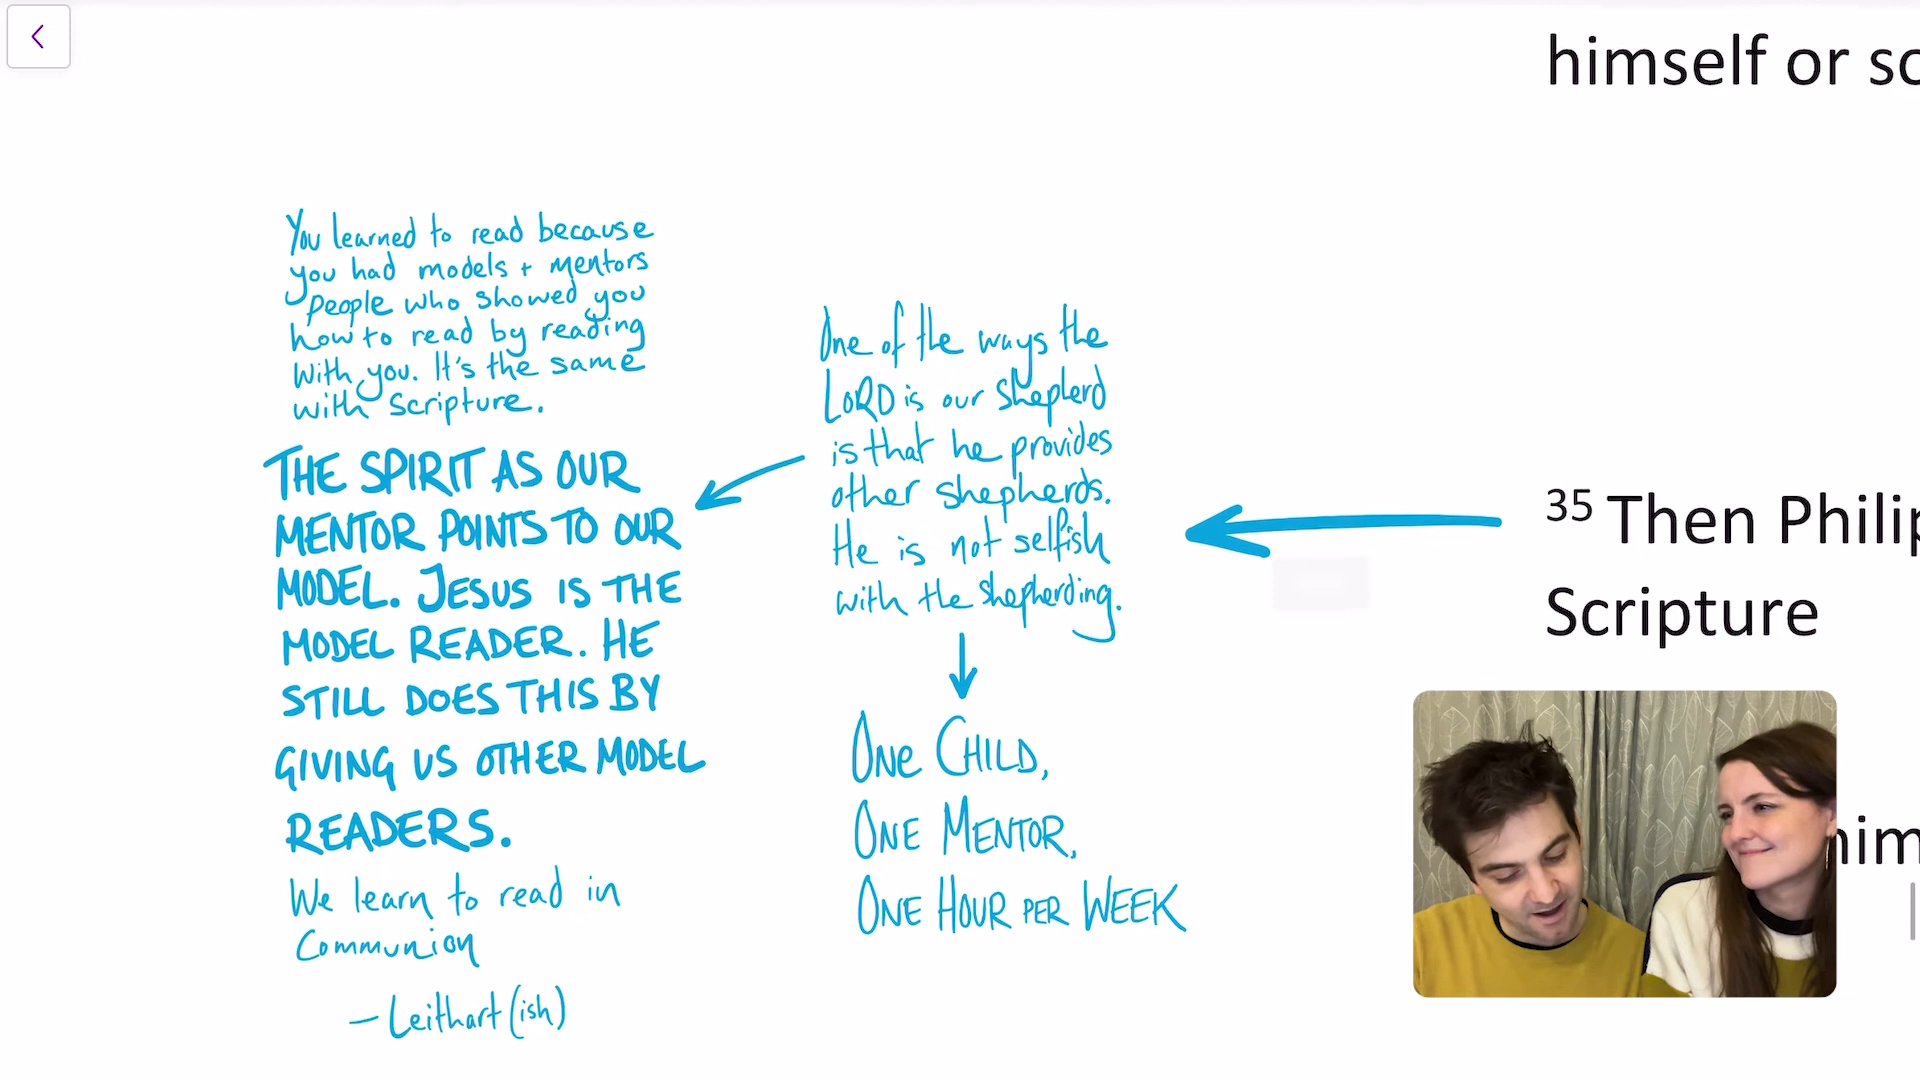 You learned to read because
you had models + mentors
people who showed you
how to read by reading
with you. It's the same
with Scripture.
THE SPIRIT AS OUR
MENTOR POINTS TO OUR
MODEL. JESUS IS THE
MODEL READER. HE
STILL DOES THIS BY
GIVING US OTHER MODEL
READERS.
We learn to read in
Communion
— Leithart (ish)
One of the ways the
LORD is our shepherd
is that he provides
other shepherds.
He is not selfish
with the shepherding.
ONE CHILD,
ONE MENTOR,
ONE HOUR PER WEEK
himself or so
35 Then Philip
Scripture
him